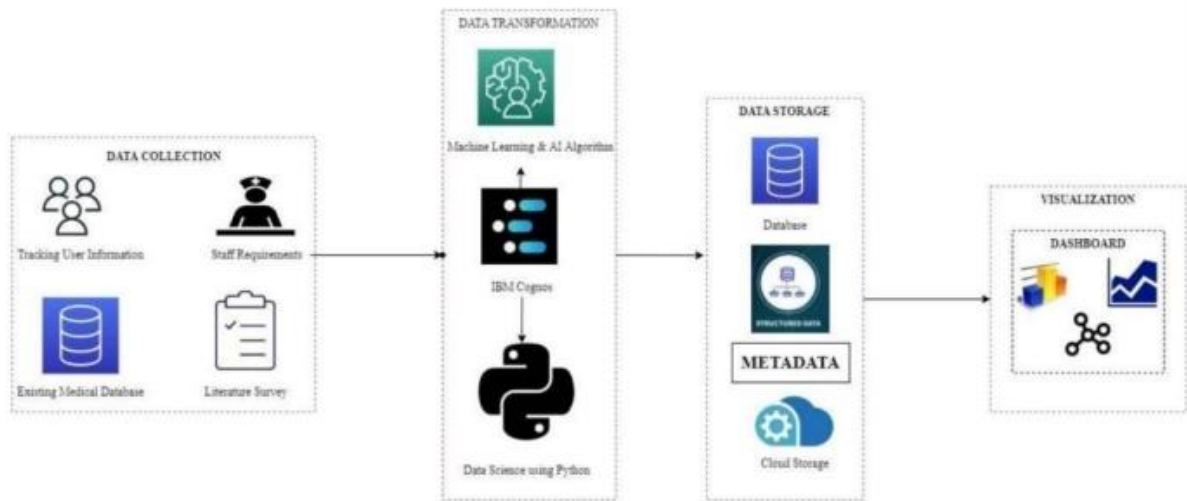 DATA COLLECTION
Tracking User Information
Staff Requirements
Existing Medical Database
Literature Survey
DATA TRANSFORMATION
Machine Learning & AI Algorithm
IBM Cognos
Data Science using Python
DATA STORAGE
Database
STRUCTURED DATA
METADATA
Cloud Storage
VISUALIZATION
DASHBOARD